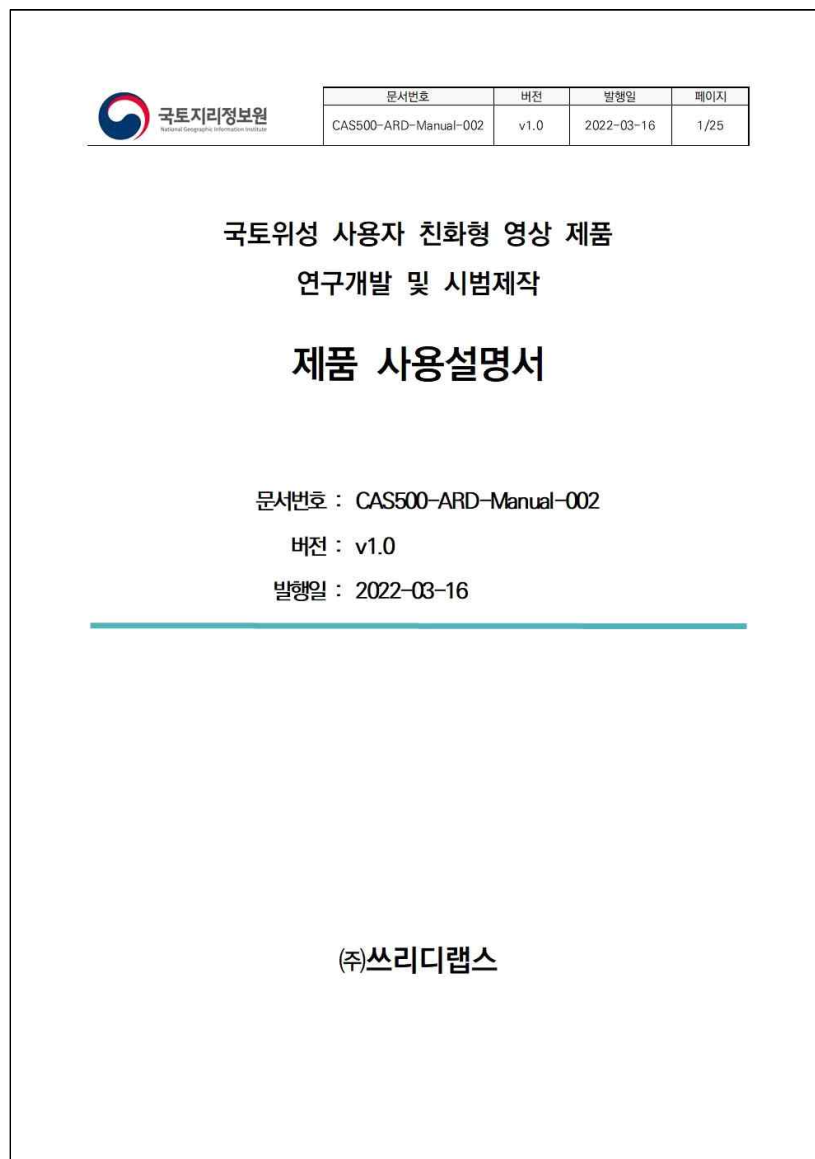 국토지리정보원
National Geographic Information Institute
문서번호 버전 발행일 페이지
CAS500-ARD-Manual-002 v1.0 2022-03-16 1/25
국토위성 사용자 친화형 영상 제품
연구개발 및 시범제작
제품 사용설명서
문서번호 : CAS500-ARD-Manual-002
버전 : v1.0
발행일 : 2022-03-16
㈜쓰리디랩스